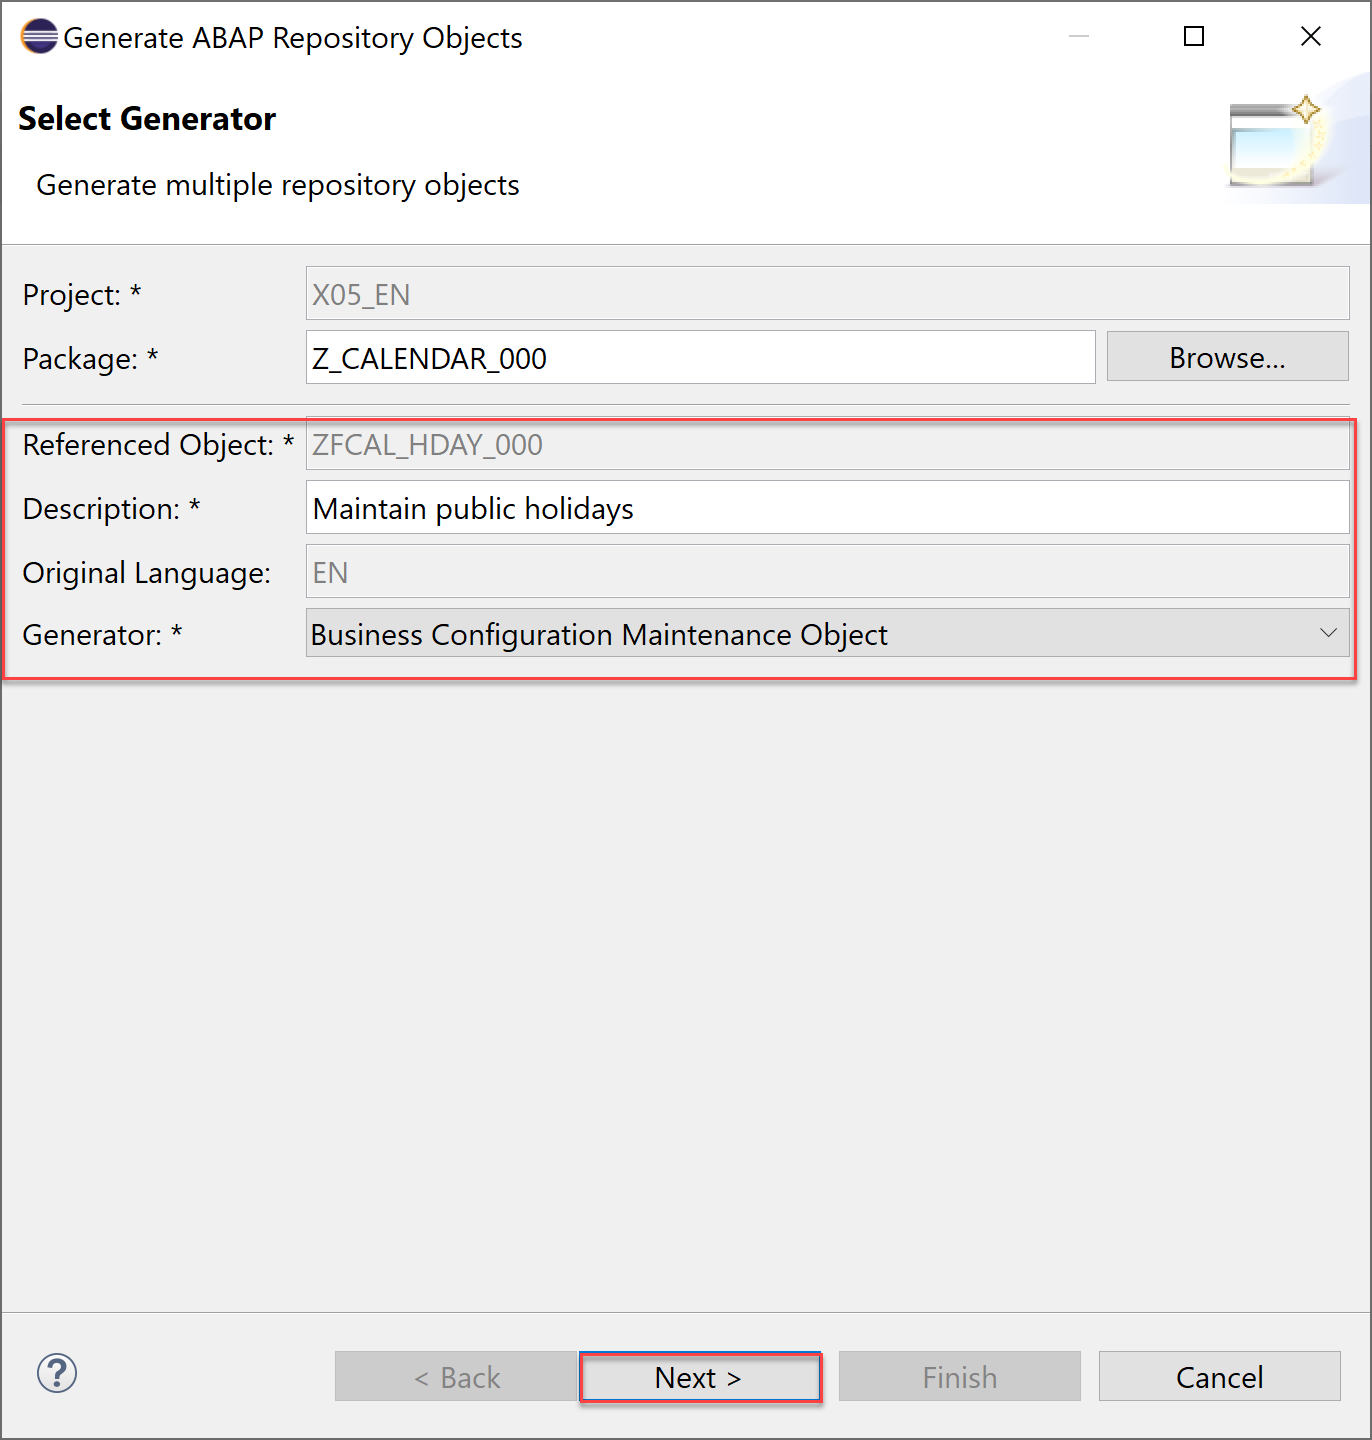 Generate ABAP Repository Objects
Select Generator
Generate multiple repository objects
Project: * X05_EN
Package: * Z_CALENDAR_000 Browse...
Referenced Object: * ZFCAL_HDAY_000
Description: * Maintain public holidays
Original Language: EN
Generator: * Business Configuration Maintenance Object
? < Back Next > Finish Cancel